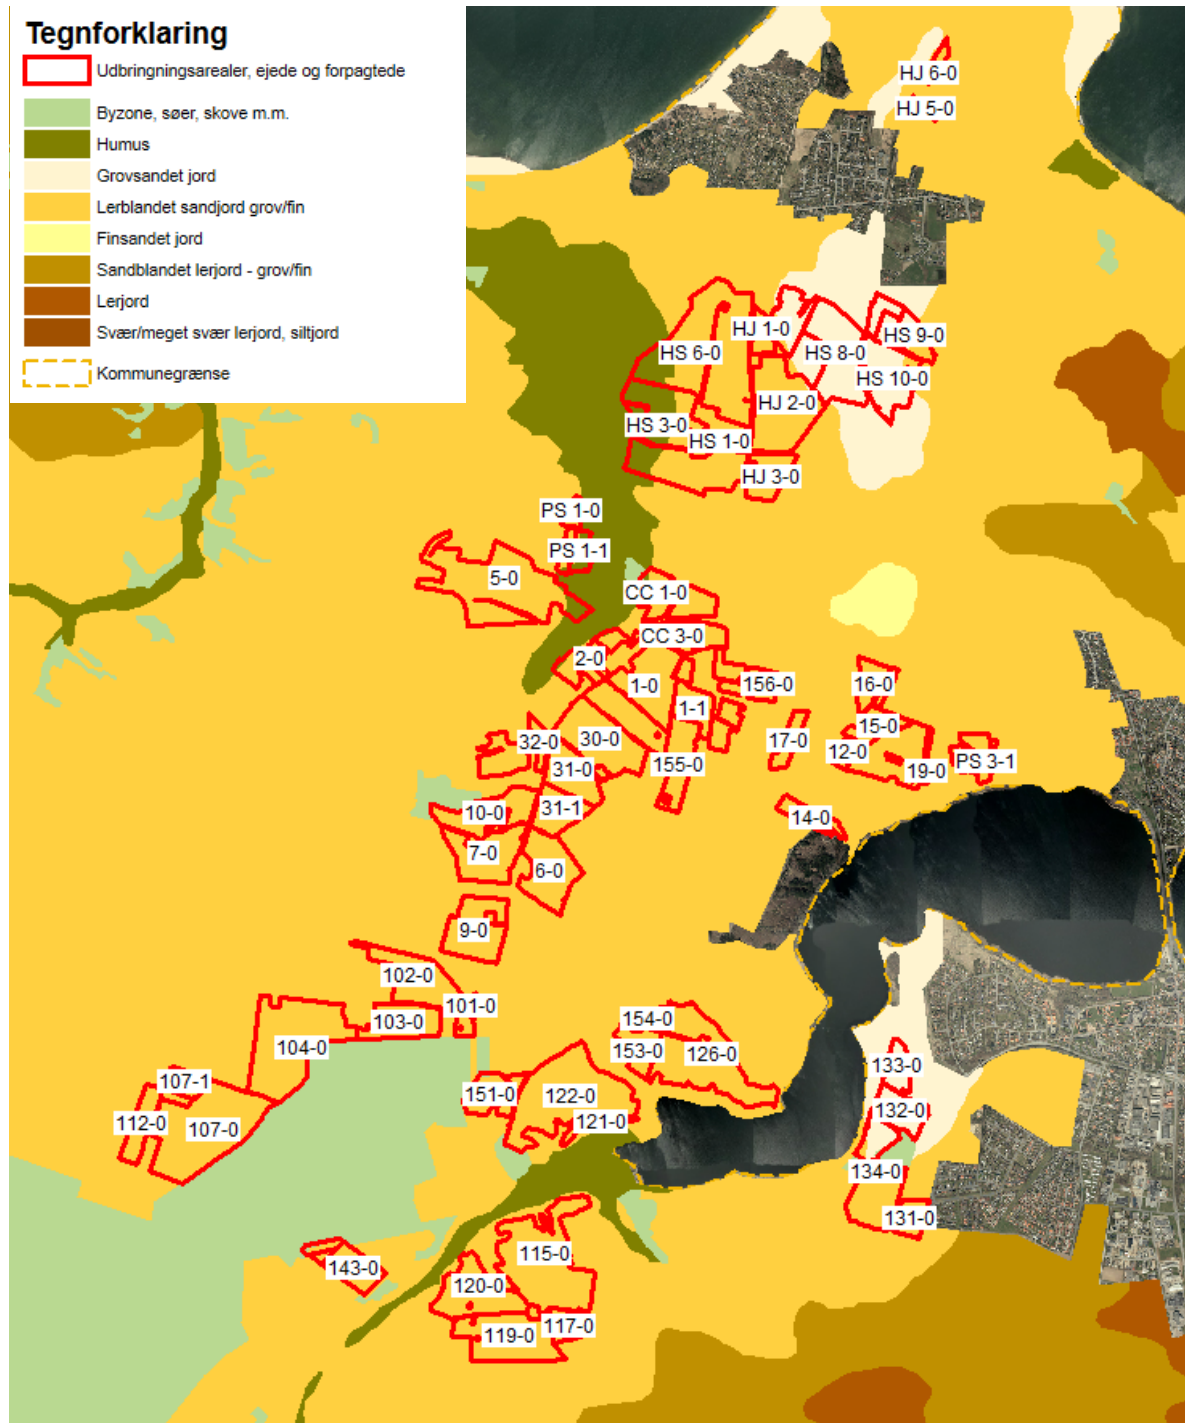 Tegnforklaring
Udbringningsarealer, ejede og forpagtede
Byzone, søer, skove m.m.
Humus
Grovsandet jord
Lerblandet sandjord grov/fin
Finsandet jord
Sandblandet lerjord - grov/fin
Lerjord
Svær/meget svær lerjord, siltjord
Kommunegrænse
HJ 6-0
HJ 5-0
HJ 1-0
HS 9-0
HS 6-0
HS 8-0
HS 10-0
HJ 2-0
HS 3-0
HS 1-0
HJ 3-0
PS 1-0
PS 1-1
5-0
CC 1-0
CC 3-0
2-0
1-0
156-0
16-0
1-1
15-0
30-0
32-0
17-0
12-0
155-0
PS 3-1
31-0
19-0
31-1
10-0
14-0
7-0
6-0
9-0
102-0
101-0
103-0
154-0
104-0
153-0
126-0
133-0
107-1
151-0
122-0
132-0
112-0
107-0
121-0
134-0
131-0
115-0
143-0
120-0
117-0
119-0